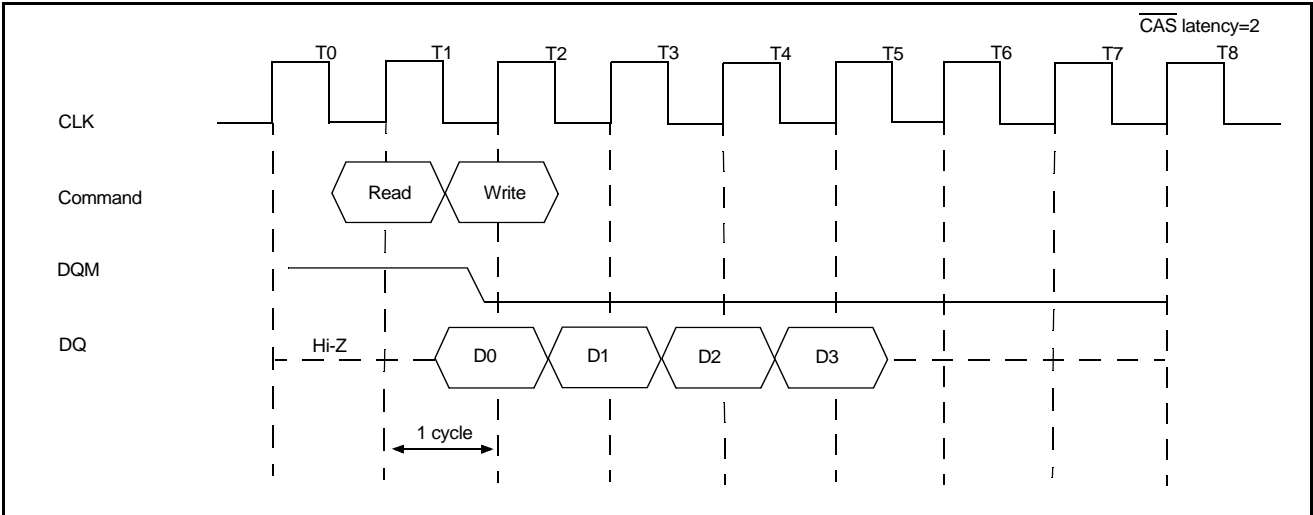 CAS latency=2
T0 T1 T2 T3 T4 T5 T6 T7 T8
CLK
Command Read Write
DQM
DQ Hi-Z D0 D1 D2 D3
1 cycle